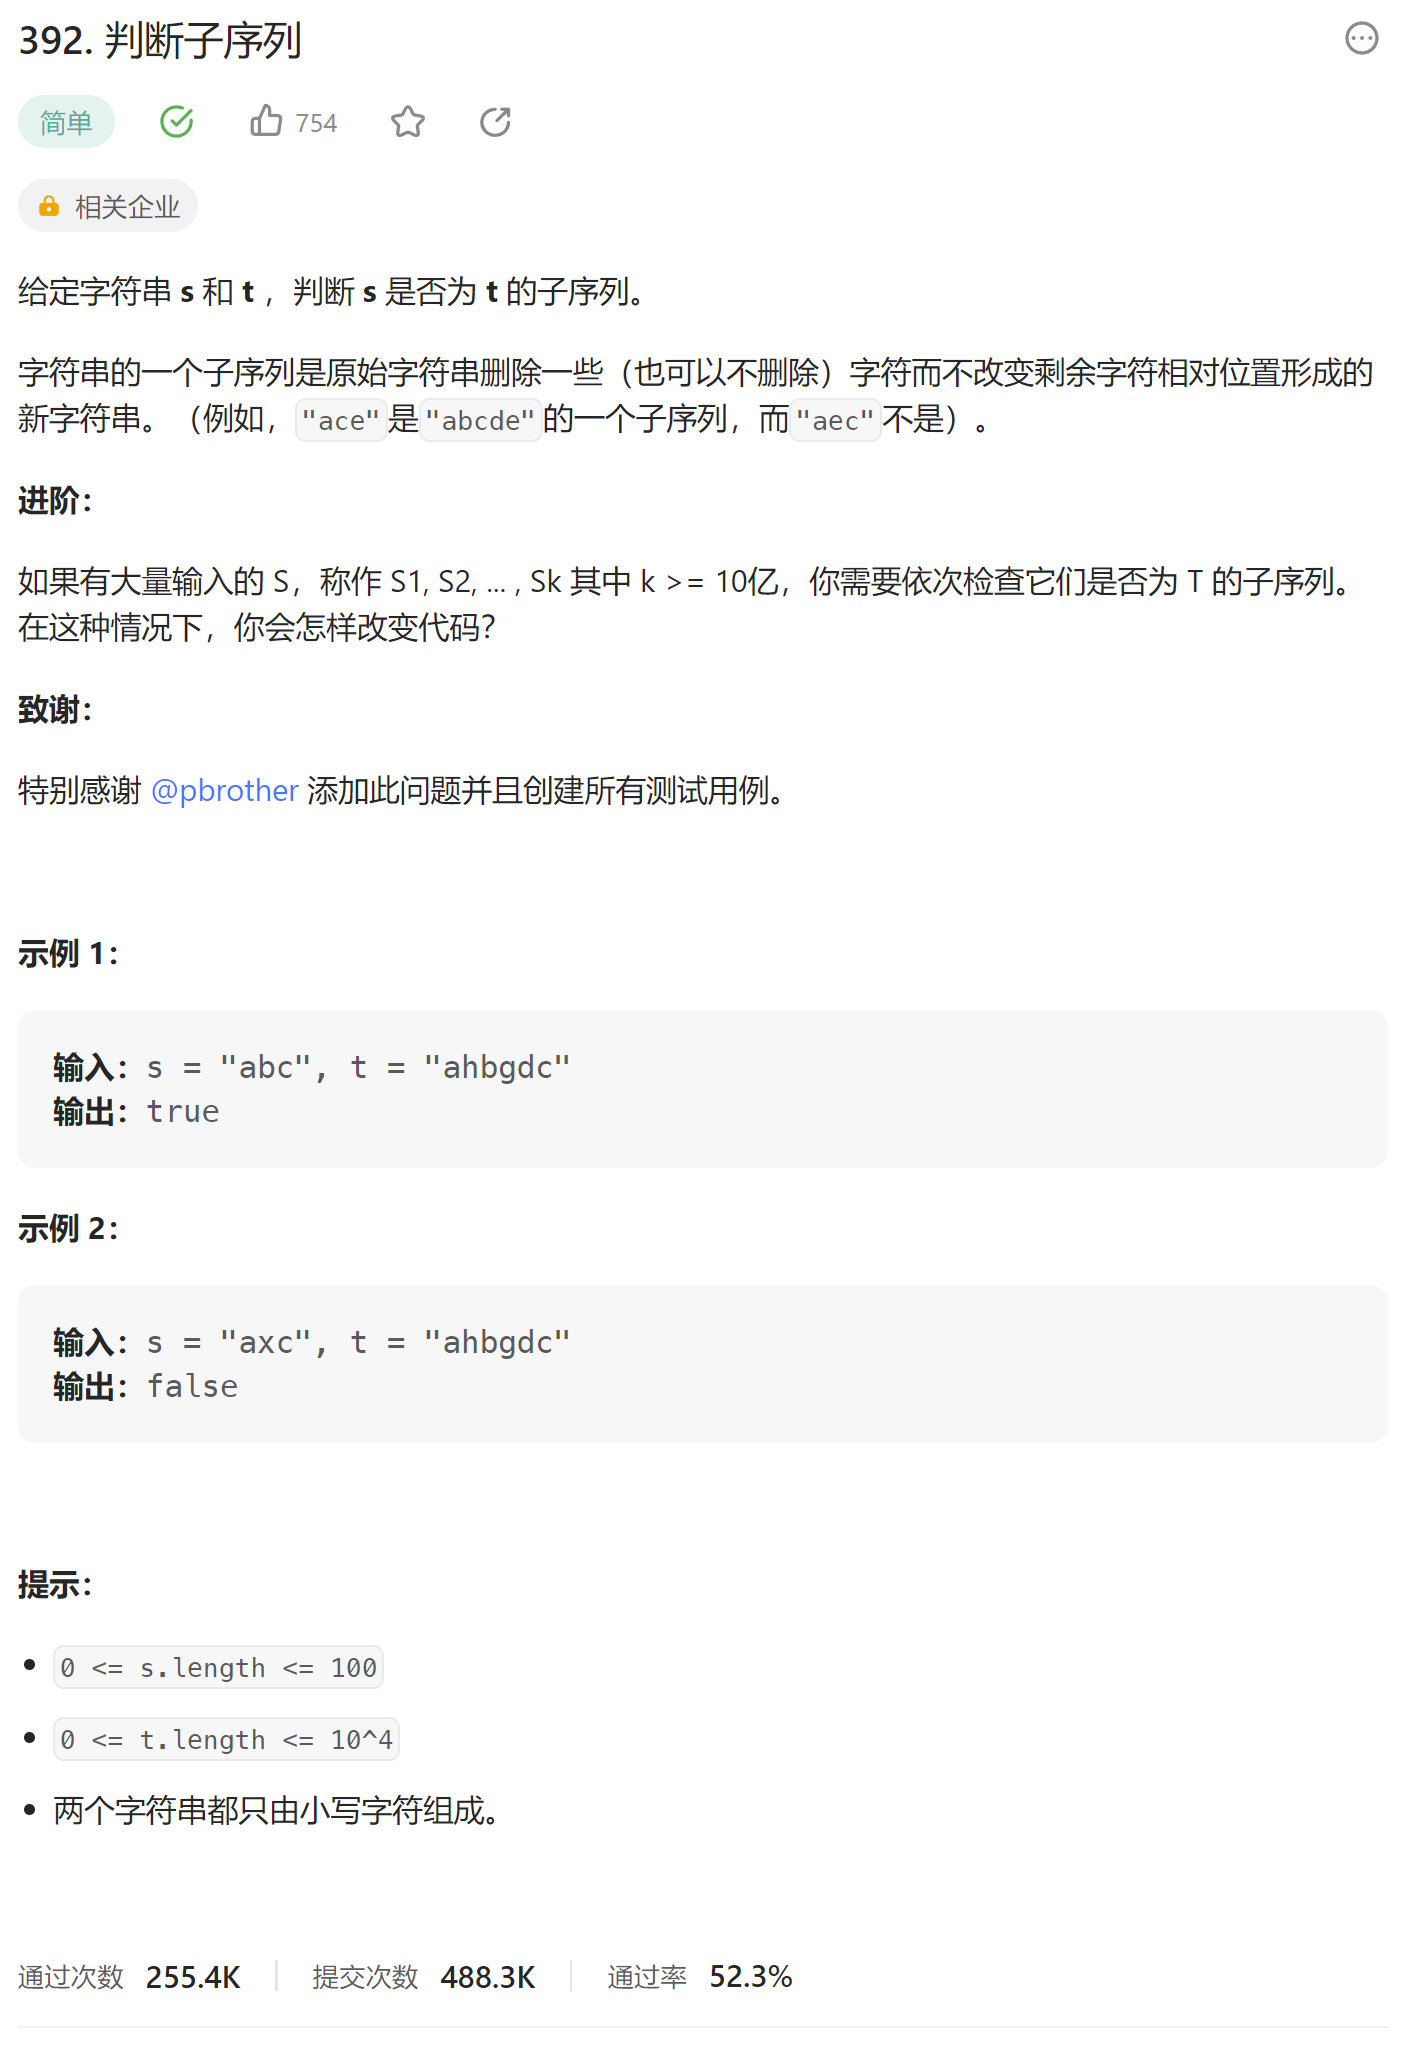 392. 判断子序列
简单 754
相关企业
给定字符串 s 和 t ，判断 s 是否为 t 的子序列。
字符串的一个子序列是原始字符串删除一些（也可以不删除）字符而不改变剩余字符相对位置形成的
新字符串。（例如，"ace"是"abcde"的一个子序列，而"aec"不是）。
进阶：
如果有大量输入的 S，称作 S1, S2, ... , Sk 其中 k >= 10亿，你需要依次检查它们是否为 T 的子序列。
在这种情况下，你会怎样改变代码？
致谢：
特别感谢 @pbrother 添加此问题并且创建所有测试用例。
示例 1：
输入：s = "abc", t = "ahbgdc"
输出：true
示例 2：
输入：s = "axc", t = "ahbgdc"
输出：false
提示：
0 <= s.length <= 100
0 <= t.length <= 10^4
两个字符串都只由小写字符组成。
通过次数 255.4K 提交次数 488.3K 通过率 52.3%